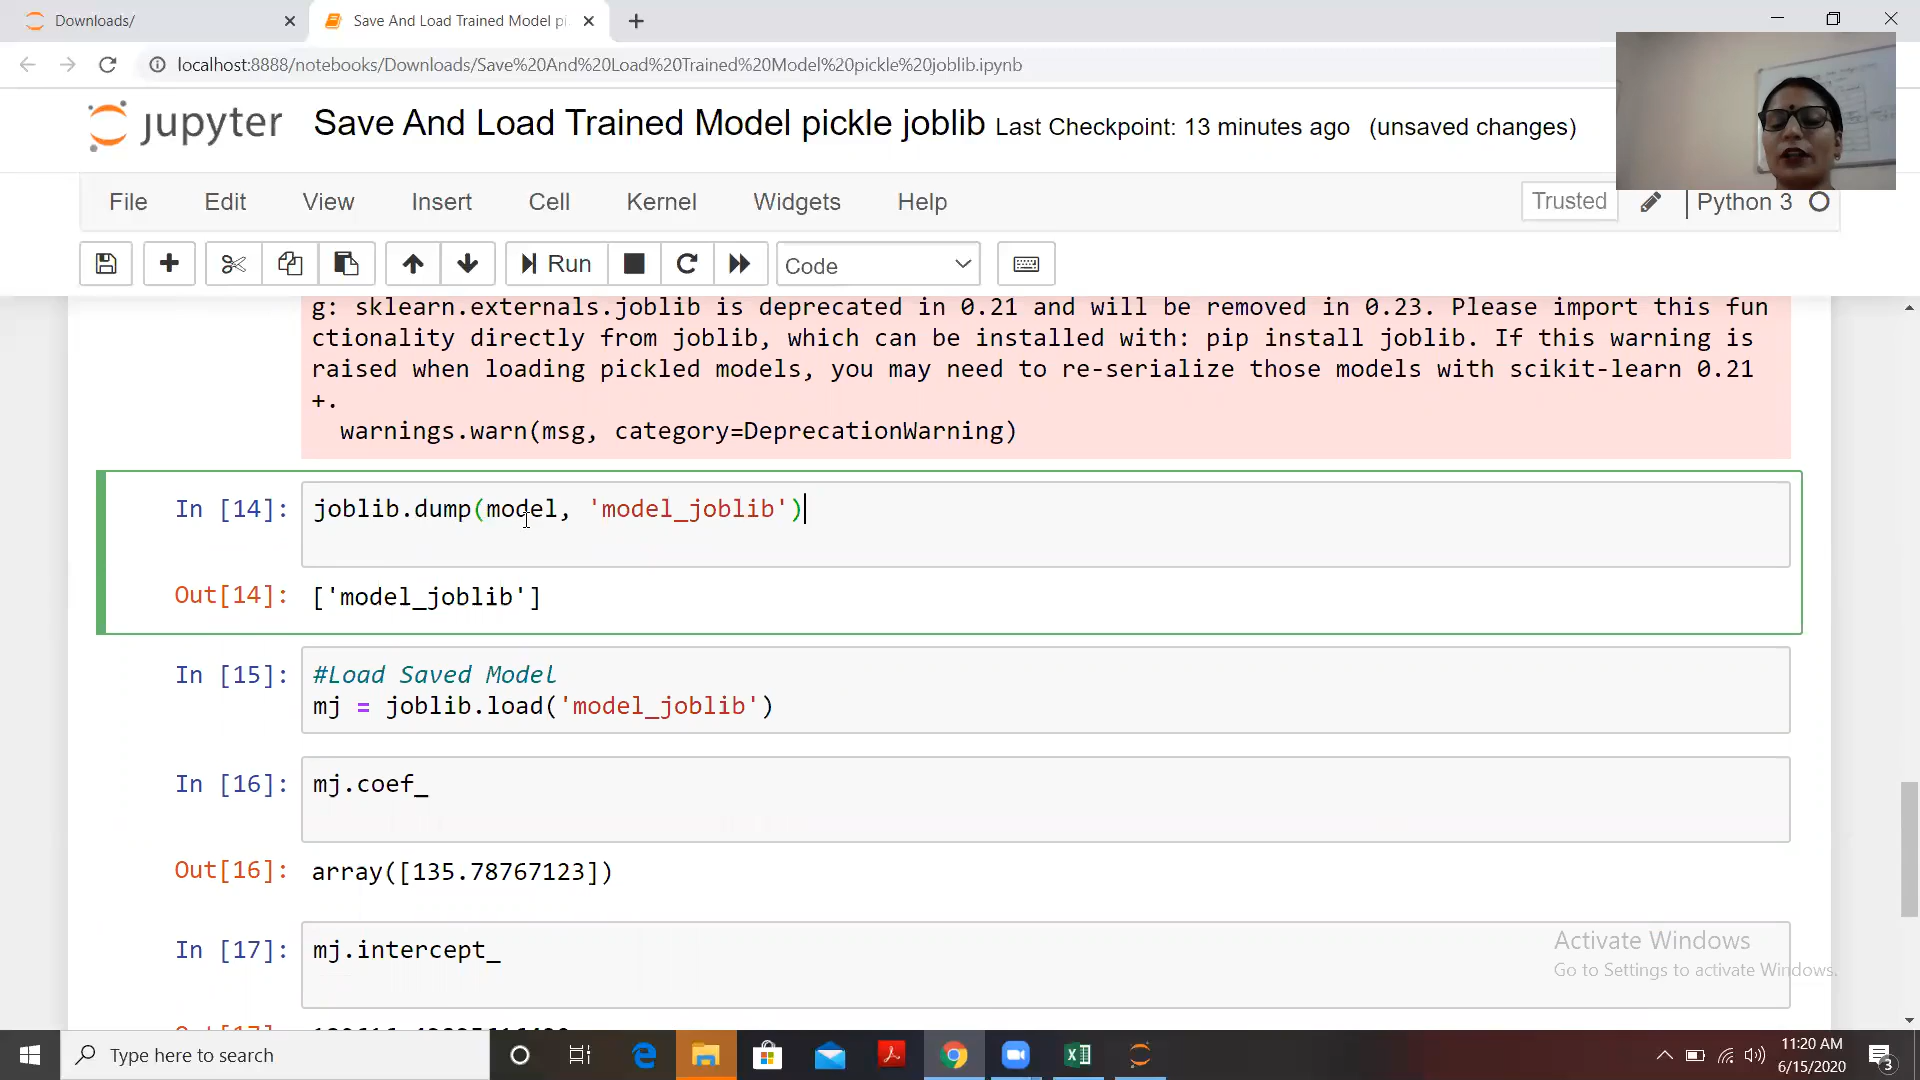 Downloads/
Save And Load Trained Model pi
localhost:8888/notebooks/Downloads/Save%20And%20Load%20Trained%20Model%20pickle%20joblib.ipynb
jupyter
Save And Load Trained Model pickle joblib Last Checkpoint: 13 minutes ago (unsaved changes)
File Edit View Insert Cell Kernel Widgets Help
Trusted
Python 3
Run
Code
g: sklearn.externals.joblib is deprecated in 0.21 and will be removed in 0.23. Please import this fun
ctionality directly from joblib, which can be installed with: pip install joblib. If this warning is
raised when loading pickled models, you may need to re-serialize those models with scikit-learn 0.21
+.
warnings.warn(msg, category=DeprecationWarning)
In [14]: joblib.dump(model, 'model_joblib')
Out[14]: ['model_joblib']
In [15]: #Load Saved Model
mj = joblib.load('model_joblib')
In [16]: mj.coef_
Out[16]: array([135.78767123])
In [17]: mj.intercept_
Activate Windows
Go to Settings to activate Windows.
Type here to search
11:20 AM
6/15/2020
3